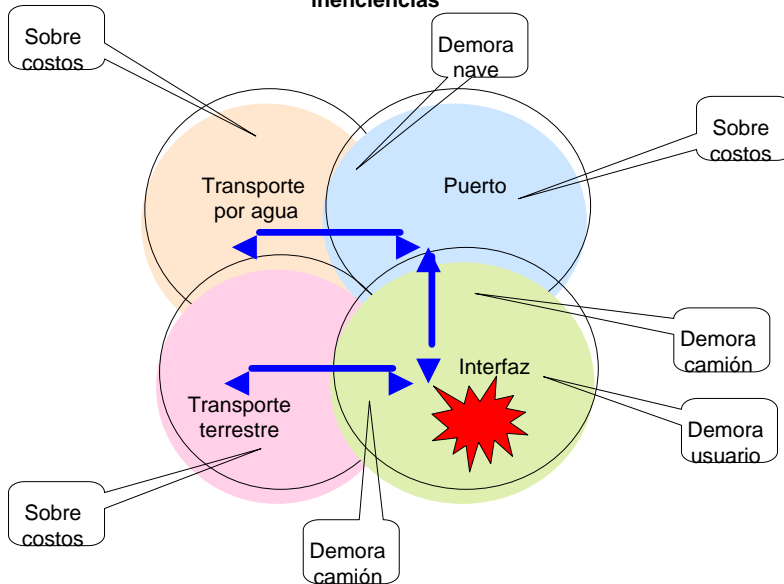 ineficiencias
Sobre
costos
Demora
nave
Sobre
costos
Transporte
por agua
Puerto
Demora
camión
Interfaz
Transporte
terrestre
Demora
usuario
Sobre
costos
Demora
camión